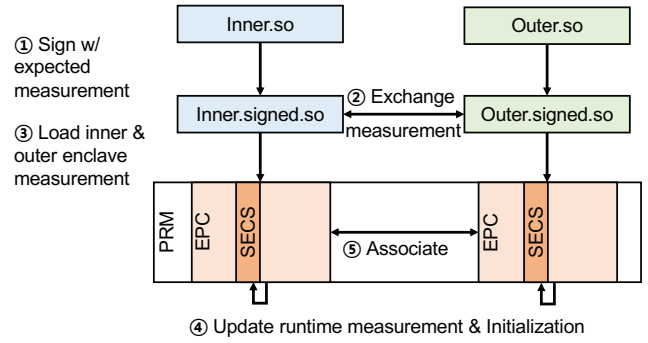 Inner.so
Outer.so
① Sign w/
expected
measurement
Inner.signed.so
② Exchange
measurement
Outer.signed.so
③ Load inner &
outer enclave
measurement
PRM
EPC
SECS
⑤ Associate
EPC
SECS
④ Update runtime measurement & Initialization